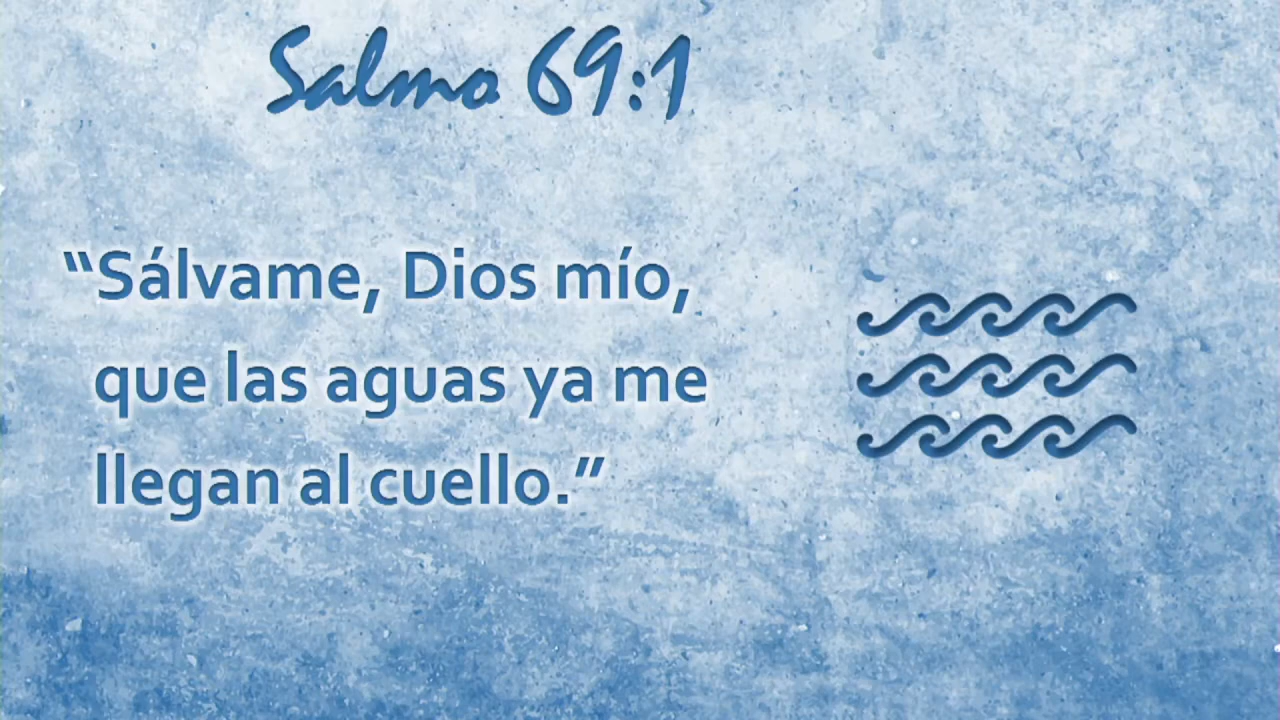 Salmo 69:1
“Sálvame, Dios mío,
que las aguas ya me
llegan al cuello.”